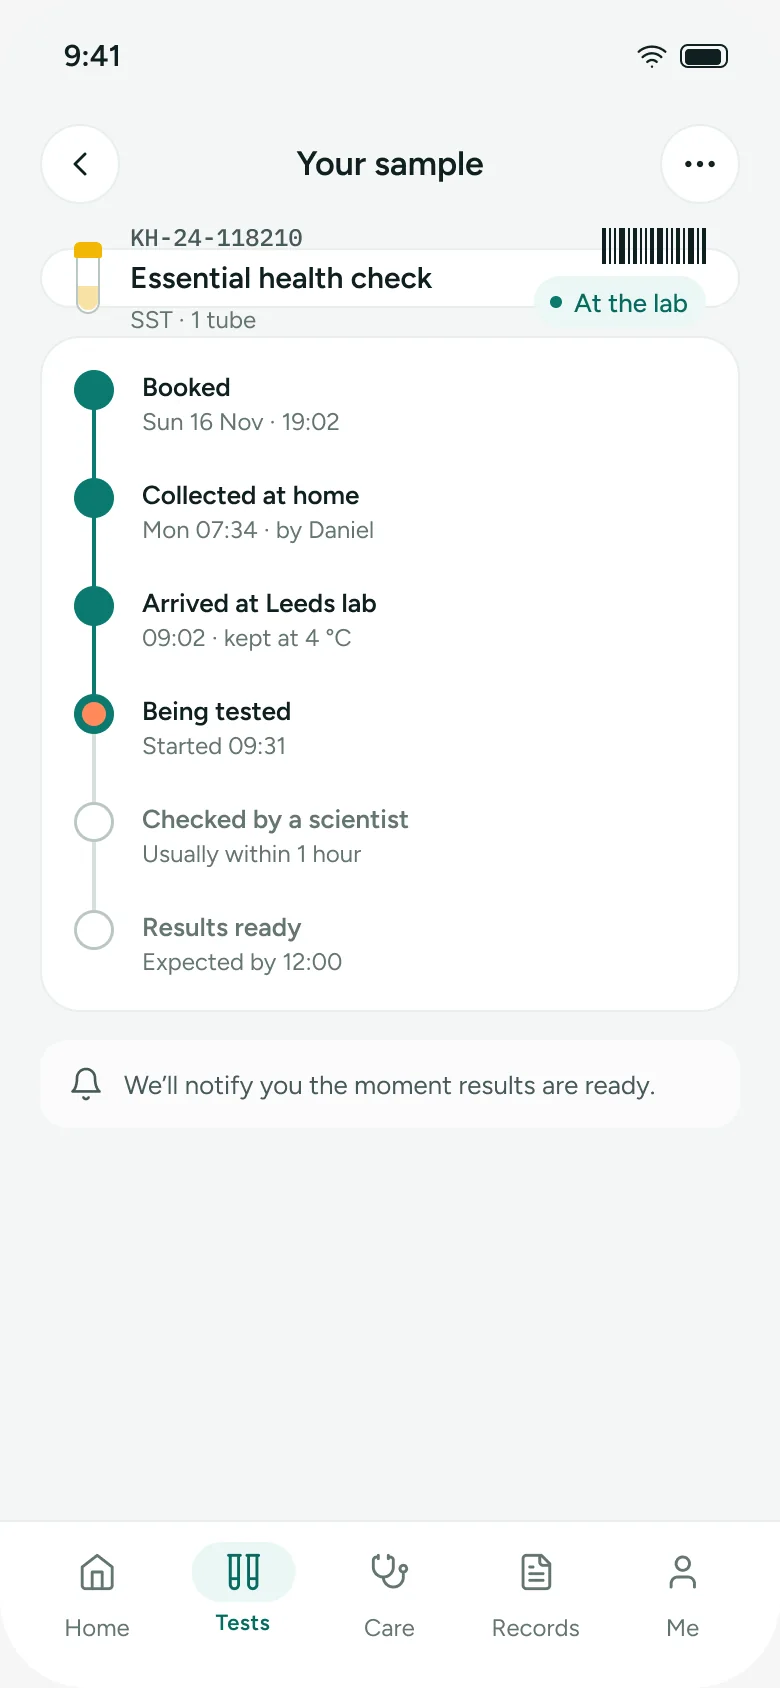 9:41
Your sample
KH-24-118210
Essential health check
SST · 1 tube
At the lab
Booked
Sun 16 Nov · 19:02
Collected at home
Mon 07:34 · by Daniel
Arrived at Leeds lab
09:02 · kept at 4 °C
Being tested
Started 09:31
Checked by a scientist
Usually within 1 hour
Results ready
Expected by 12:00
We’ll notify you the moment results are ready.
Home
Tests
Care
Records
Me